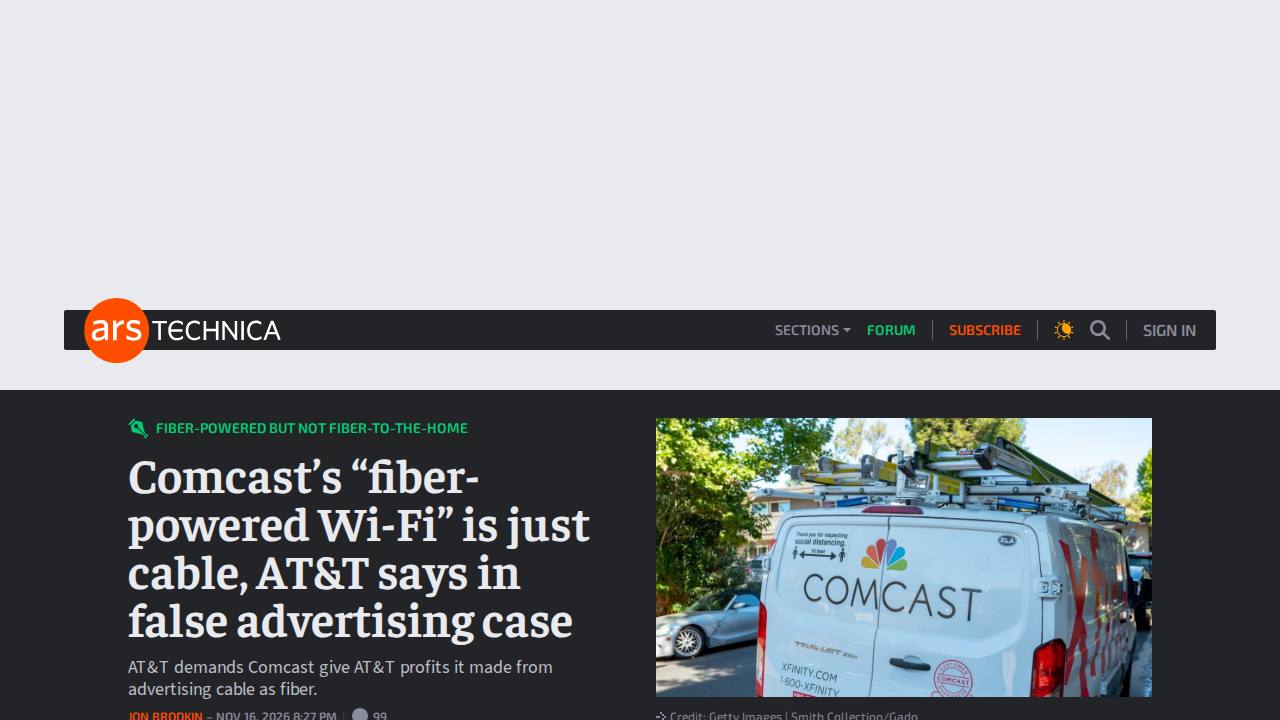 ars TECHNICA
SECTIONS FORUM SUBSCRIBE SIGN IN
FIBER-POWERED BUT NOT FIBER-TO-THE-HOME
Comcast’s “fiber-
powered Wi-Fi” is just
cable, AT&T says in
false advertising case
AT&T demands Comcast give AT&T profits it made from
advertising cable as fiber.
JON BRODKIN – NOV 16, 2026 8:27 PM | 99
Thank you for respecting
social distancing.
COMCAST
XFINITY.COM
1-800-XFINITY
COMCAST
Credit: Getty Images | Smith Collection/Gado